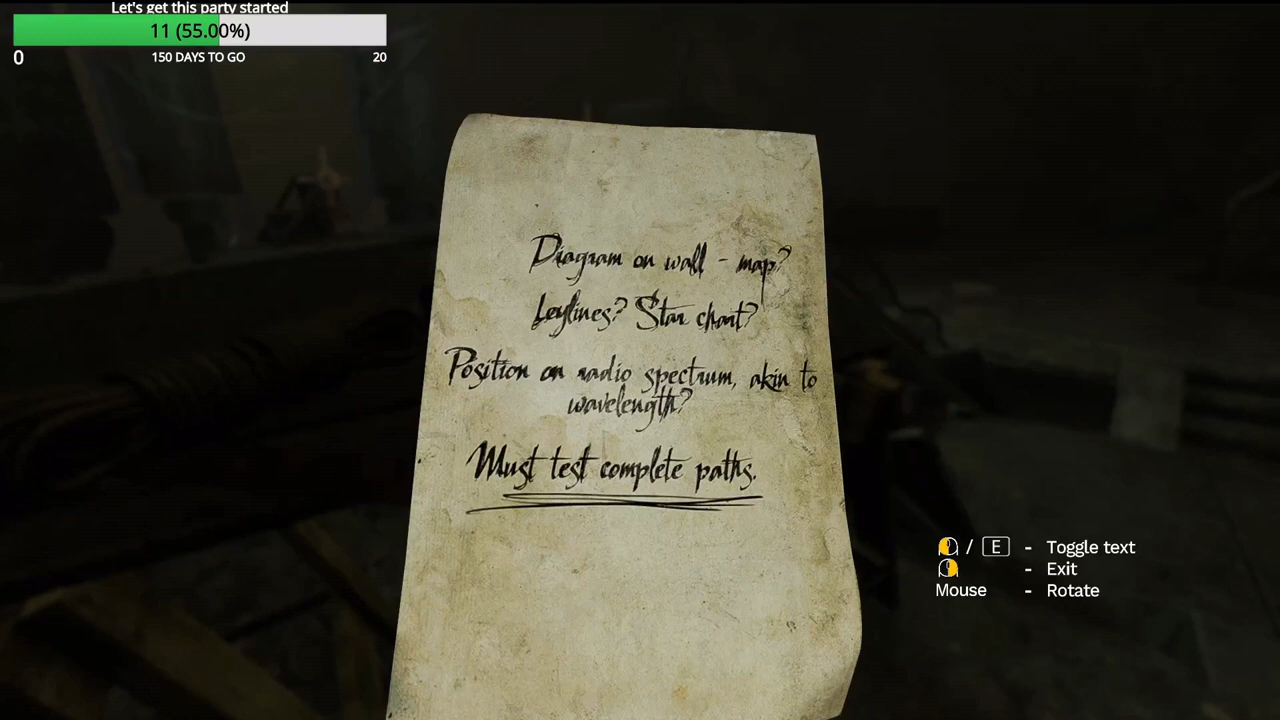 Let's get this party started
11 (55.00%)
0 150 DAYS TO GO 20
Diagram on wall - map?
Leylines? Star chart?
Position on radio spectrum, akin to
wavelength?
Must test complete paths.
/ E - Toggle text
- Exit
Mouse - Rotate